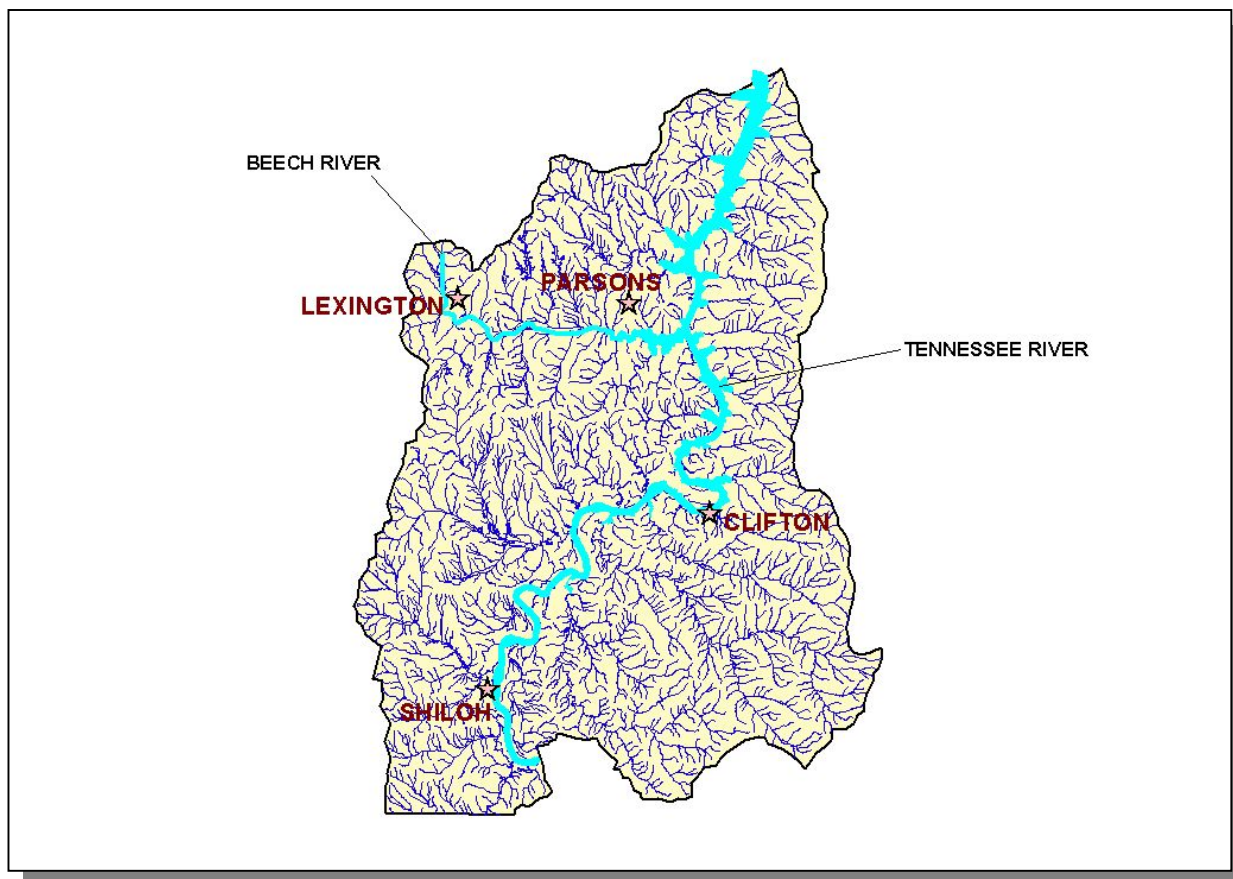 BEECH RIVER
PARSONS
LEXINGTON
TENNESSEE RIVER
CLIFTON
SHILOH